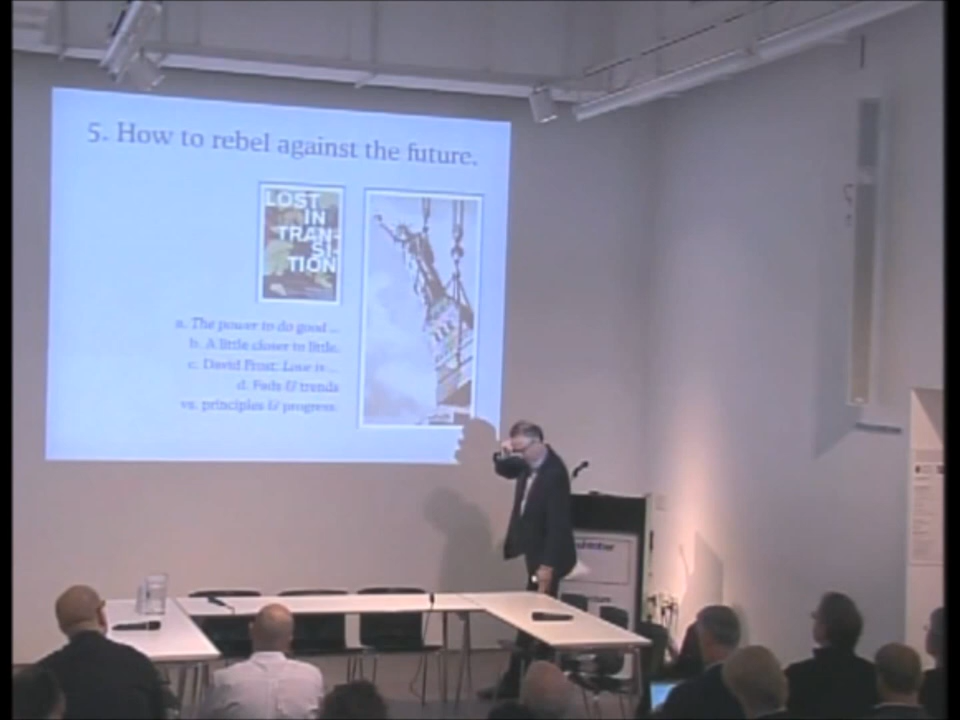 5. How to rebel against the future.
LOST
IN
TRAN-
SI-
TION
a. The power to do good ...
b. A little closer to little.
c. David Frost: Love is ...
d. Fads & trends
vs. principles & progress.